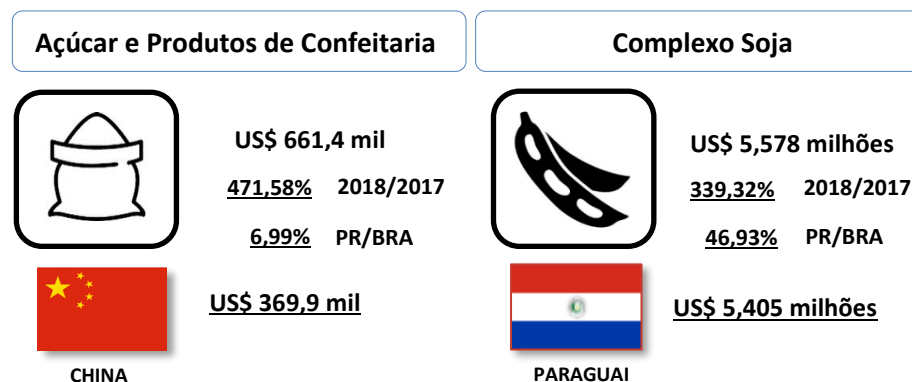 Açúcar e Produtos de Confeitaria
US$ 661,4 mil
471,58% 2018/2017
6,99% PR/BRA
US$ 369,9 mil
CHINA
Complexo Soja
US$ 5,578 milhões
339,32% 2018/2017
46,93% PR/BRA
US$ 5,405 milhões
PARAGUAI